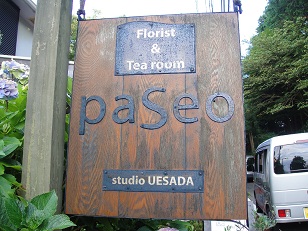 Florist
&
Tea room
paSeo
studio UESADA